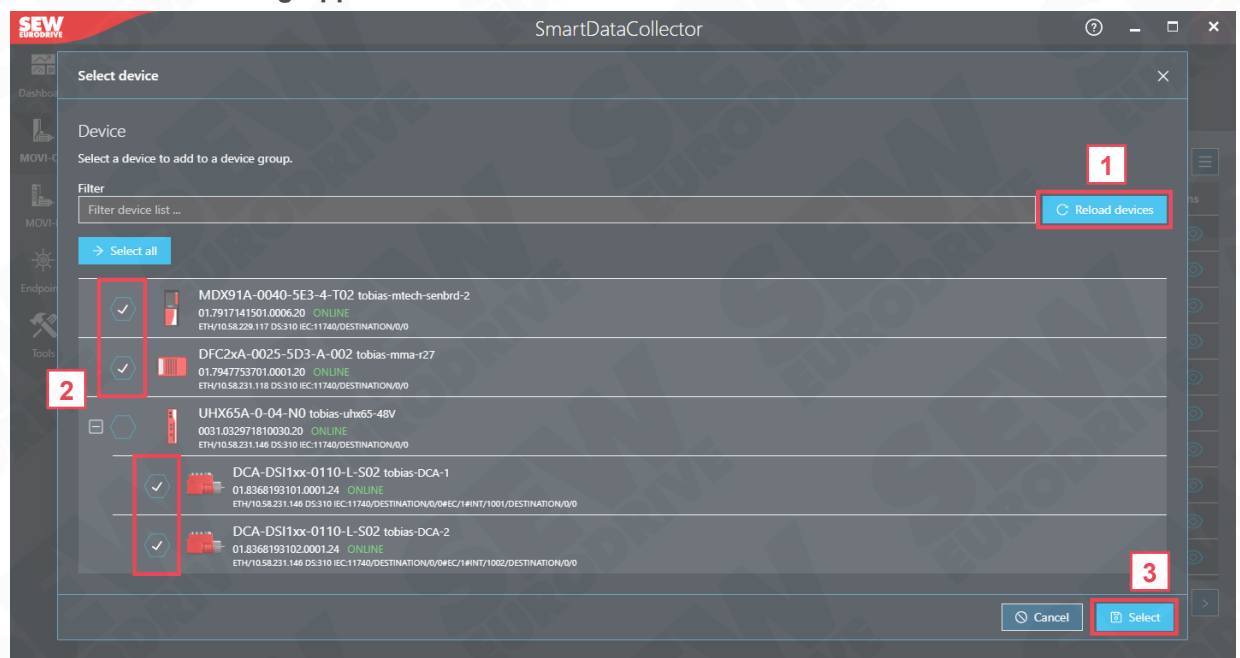 SEW
EURODRIVE
SmartDataCollector
Dashboa
MOVI-C
MOVI-
Endpoin
Tools
Select device
Device
Select a device to add to a device group.
1
Filter
Filter device list ...
Reload devices
ns
Select all
2
MDX91A-0040-5E3-4-T02 tobias-mtech-senbrd-2
01.7917141501.0006.20 ONLINE
ETH/10.58.229.117 DS:310 IEC:11740/DESTINATION/0/0
DFC2xA-0025-5D3-A-002 tobias-mma-r27
01.7947753701.0001.20 ONLINE
ETH/10.58.231.118 DS:310 IEC:11740/DESTINATION/0/0
UHX65A-0-04-N0 tobias-uhx65-48V
0031.032971810030.20 ONLINE
ETH/10.58.231.146 DS:310 IEC:11740/DESTINATION/0/0
DCA-DSI1xx-0110-L-S02 tobias-DCA-1
01.8368193101.0001.24 ONLINE
ETH/10.58.231.146 DS:310 IEC:11740/DESTINATION/0/0#EC/1#INT/1001/DESTINATION/0/0
DCA-DSI1xx-0110-L-S02 tobias-DCA-2
01.8368193102.0001.24 ONLINE
ETH/10.58.231.146 DS:310 IEC:11740/DESTINATION/0/0#EC/1#INT/1002/DESTINATION/0/0
3
Cancel
Select